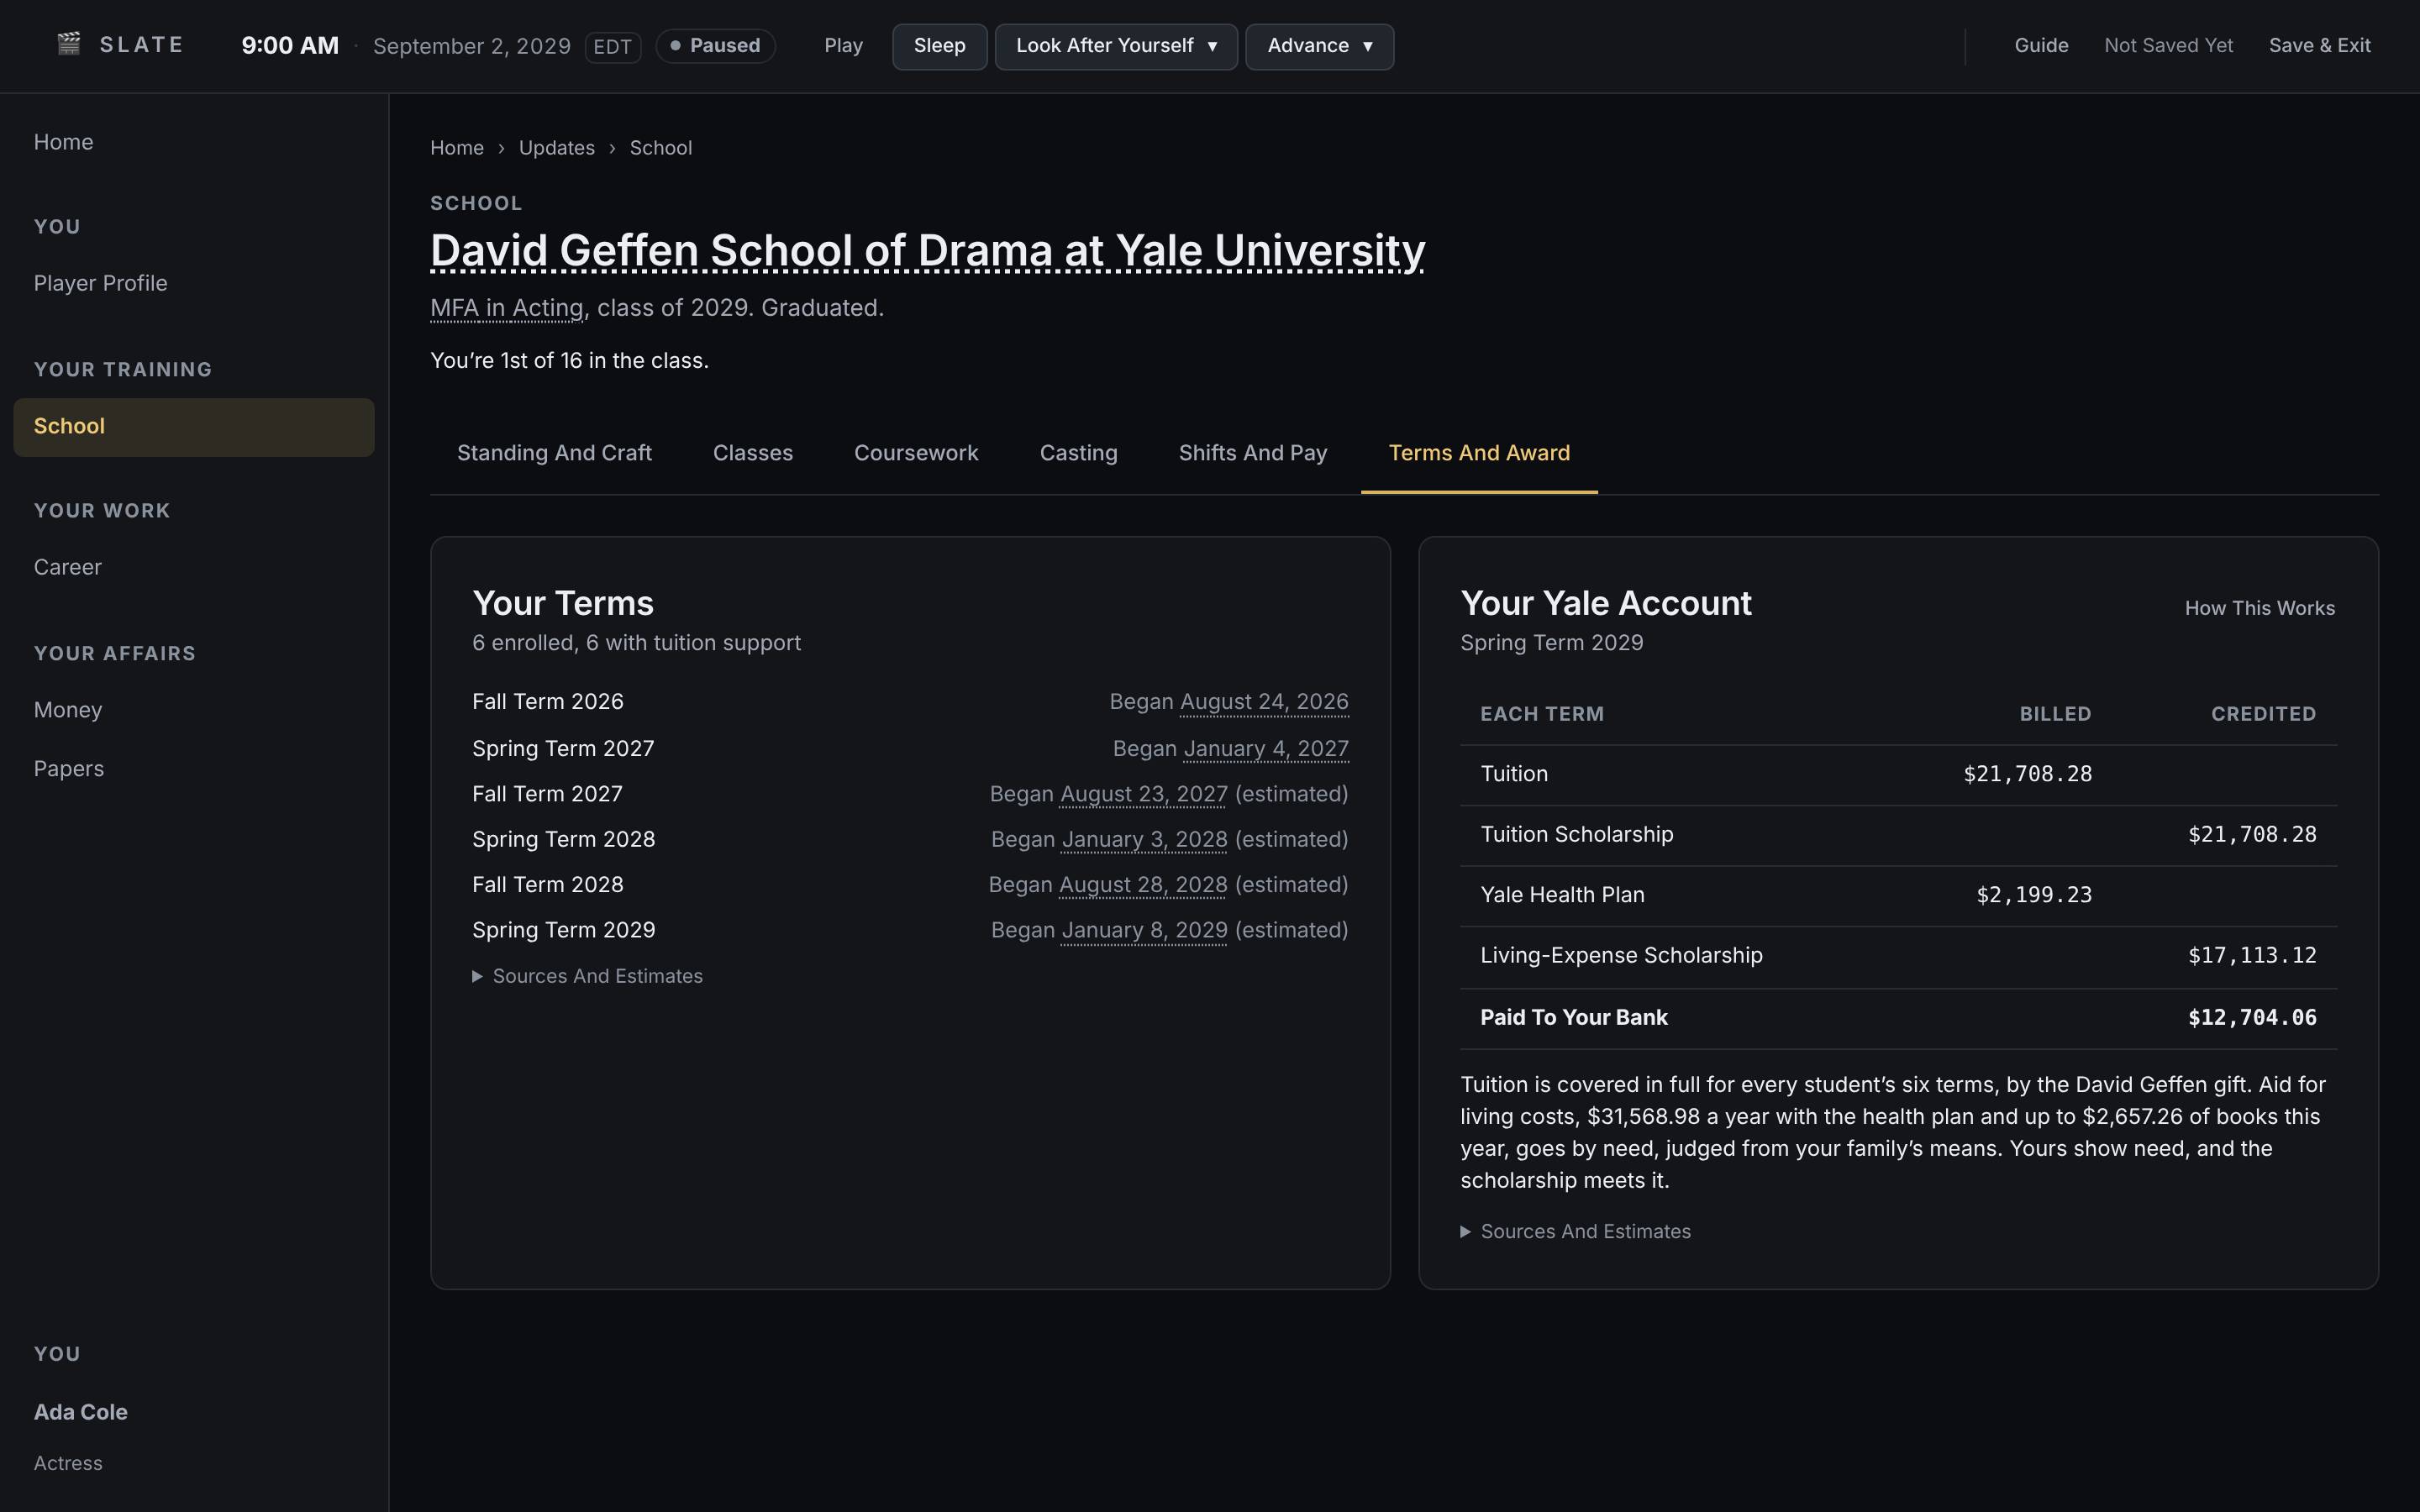 🎬 SLATE
9:00 AM · September 2, 2029 EDT Paused Play Sleep Look After Yourself ▾ Advance ▾ Guide Not Saved Yet Save & Exit
Home
YOU
Player Profile
YOUR TRAINING
School
YOUR WORK
Career
YOUR AFFAIRS
Money
Papers
YOU
Ada Cole
Actress
Home › Updates › School
SCHOOL
David Geffen School of Drama at Yale University
MFA in Acting, class of 2029. Graduated.
You’re 1st of 16 in the class.
Standing And Craft Classes Coursework Casting Shifts And Pay Terms And Award
Your Terms
6 enrolled, 6 with tuition support
Fall Term 2026 Began August 24, 2026
Spring Term 2027 Began January 4, 2027
Fall Term 2027 Began August 23, 2027 (estimated)
Spring Term 2028 Began January 3, 2028 (estimated)
Fall Term 2028 Began August 28, 2028 (estimated)
Spring Term 2029 Began January 8, 2029 (estimated)
▶ Sources And Estimates
Your Yale Account How This Works
Spring Term 2029
EACH TERM BILLED CREDITED
Tuition $21,708.28
Tuition Scholarship $21,708.28
Yale Health Plan $2,199.23
Living-Expense Scholarship $17,113.12
Paid To Your Bank $12,704.06
Tuition is covered in full for every student’s six terms, by the David Geffen gift. Aid for
living costs, $31,568.98 a year with the health plan and up to $2,657.26 of books this
year, goes by need, judged from your family’s means. Yours show need, and the
scholarship meets it.
▶ Sources And Estimates